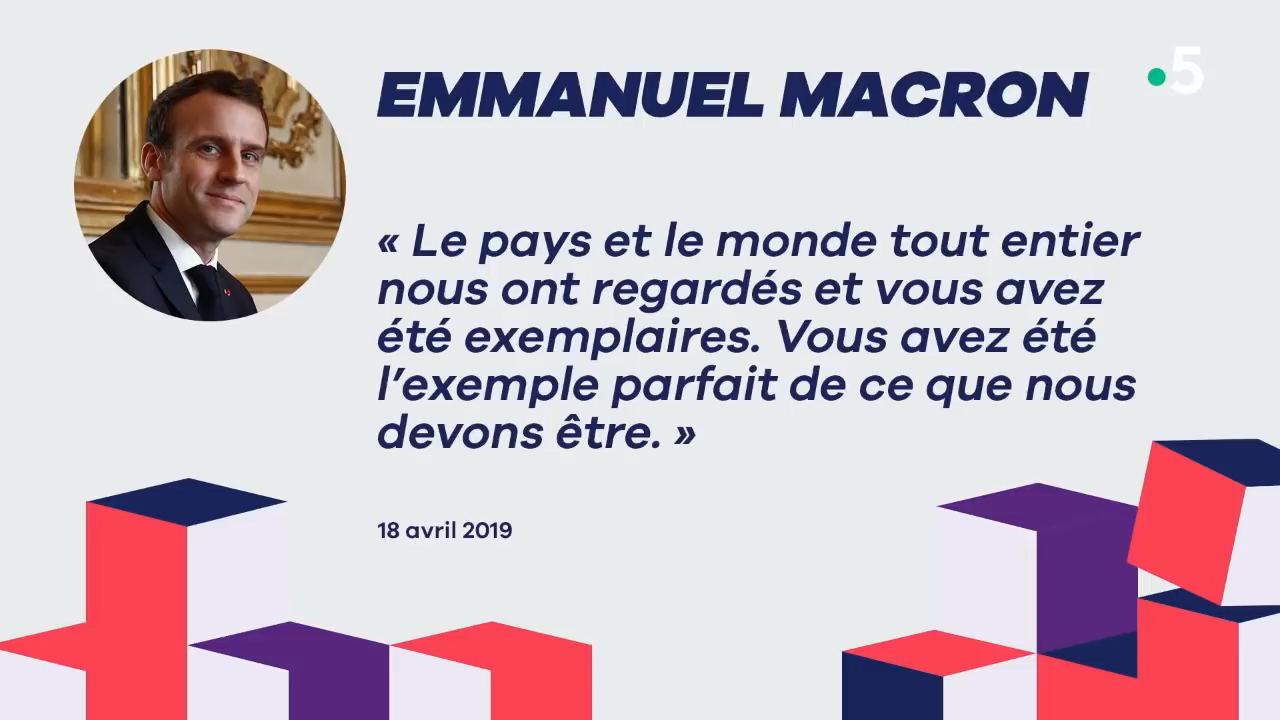 EMMANUEL MACRON
5
« Le pays et le monde tout entier
nous ont regardés et vous avez
été exemplaires. Vous avez été
l’exemple parfait de ce que nous
devons être. »
18 avril 2019